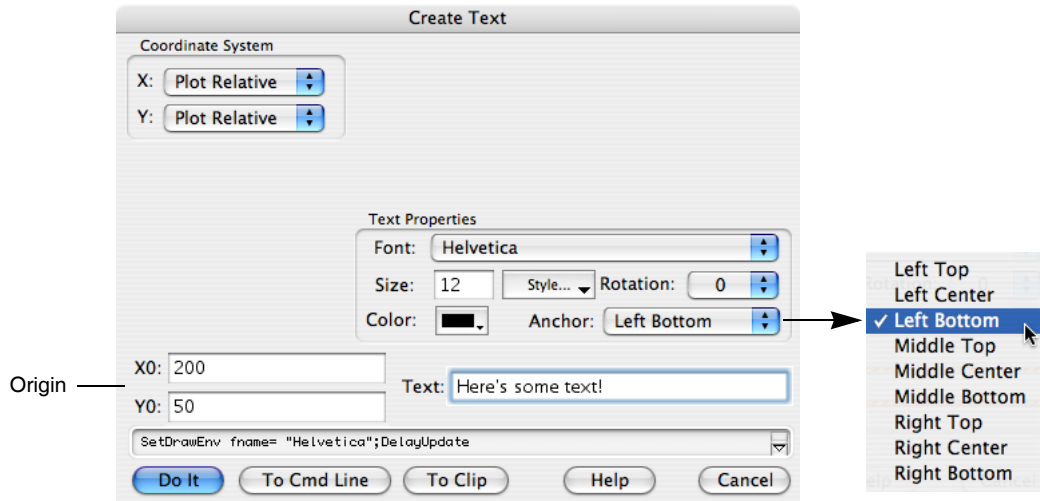 Create Text
Coordinate System
X: Plot Relative
Y: Plot Relative
Text Properties
Font: Helvetica
Size: 12 Style... Rotation: 0
Color: Anchor: Left Bottom
Origin
X0: 200
Y0: 50
Text: Here's some text!
SetDrawEnv fname= "Helvetica";DelayUpdate
Do It To Cmd Line To Clip Help Cancel
Left Top
Left Center
✓ Left Bottom
Middle Top
Middle Center
Middle Bottom
Right Top
Right Center
Right Bottom